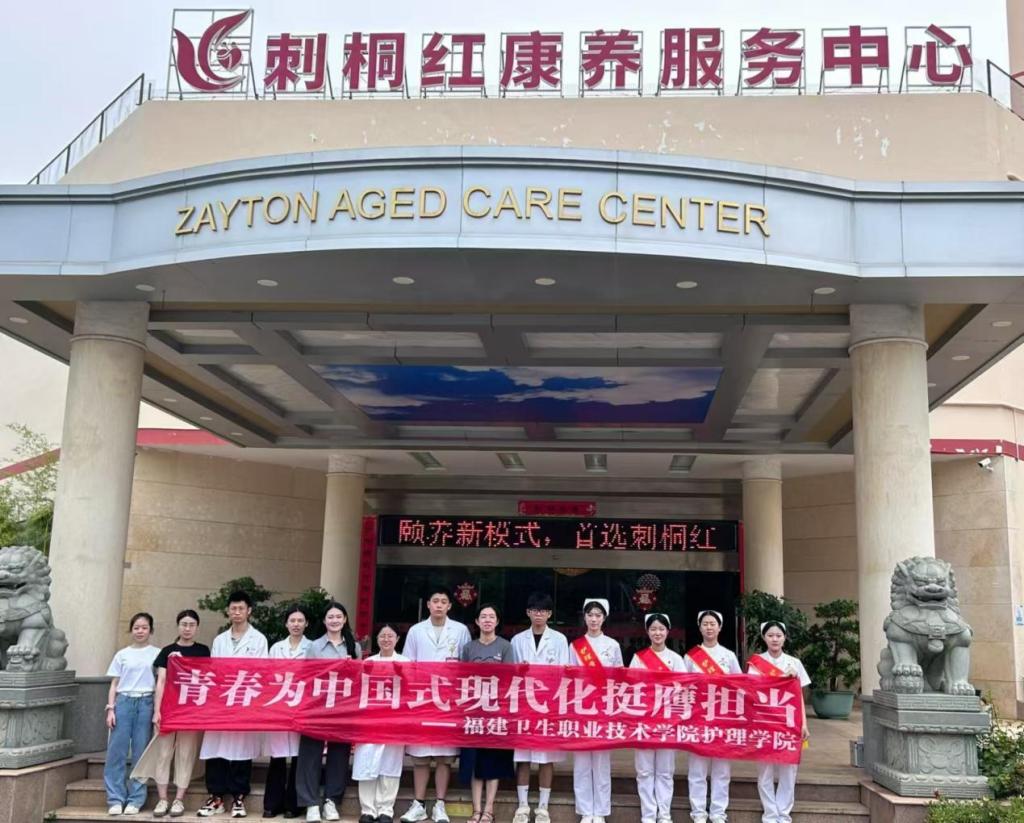 刺桐红康养服务中心
ZAYTON AGED CARE CENTER
颐养新模式，首选刺桐红
青春为中国式现代化挺膺担当
——福建卫生职业技术学院护理学院